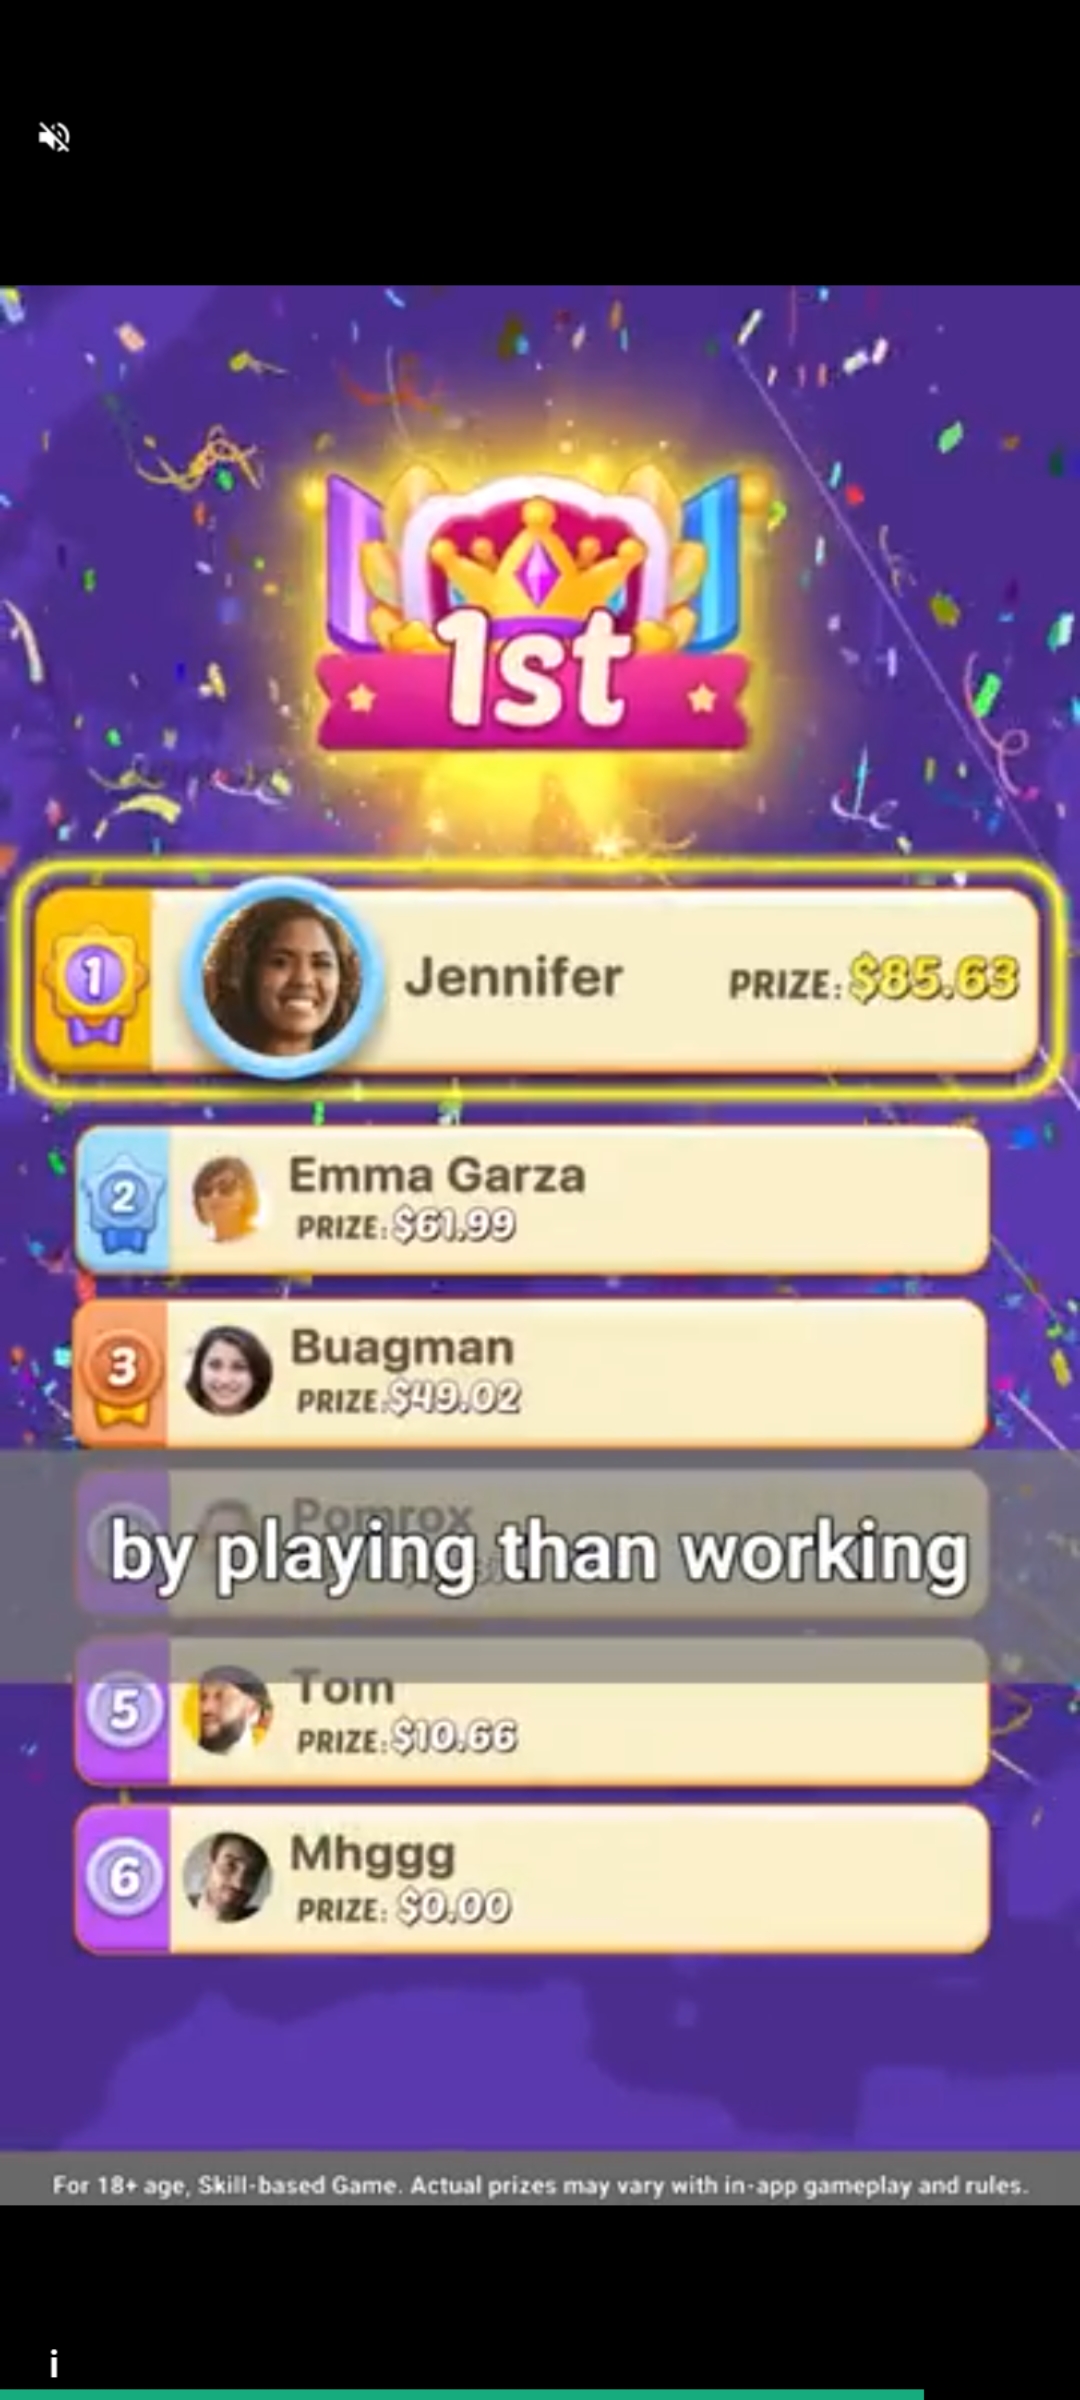 1st
1
Jennifer
PRIZE: $85.63
2
Emma Garza
PRIZE: $61.99
3
Buagman
PRIZE: $49.02
Pomrox
by playing than working
5
Tom
PRIZE: $10.66
6
Mhggg
PRIZE: $0.00
For 18+ age, Skill-based Game. Actual prizes may vary with in-app gameplay and rules.
i